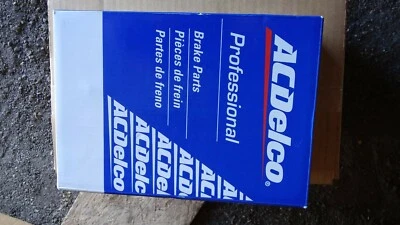 ACDelco®
Professional
Brake Parts
Pièces de frein
Partes de freno
ACDelco
ACDelco
ACDelco